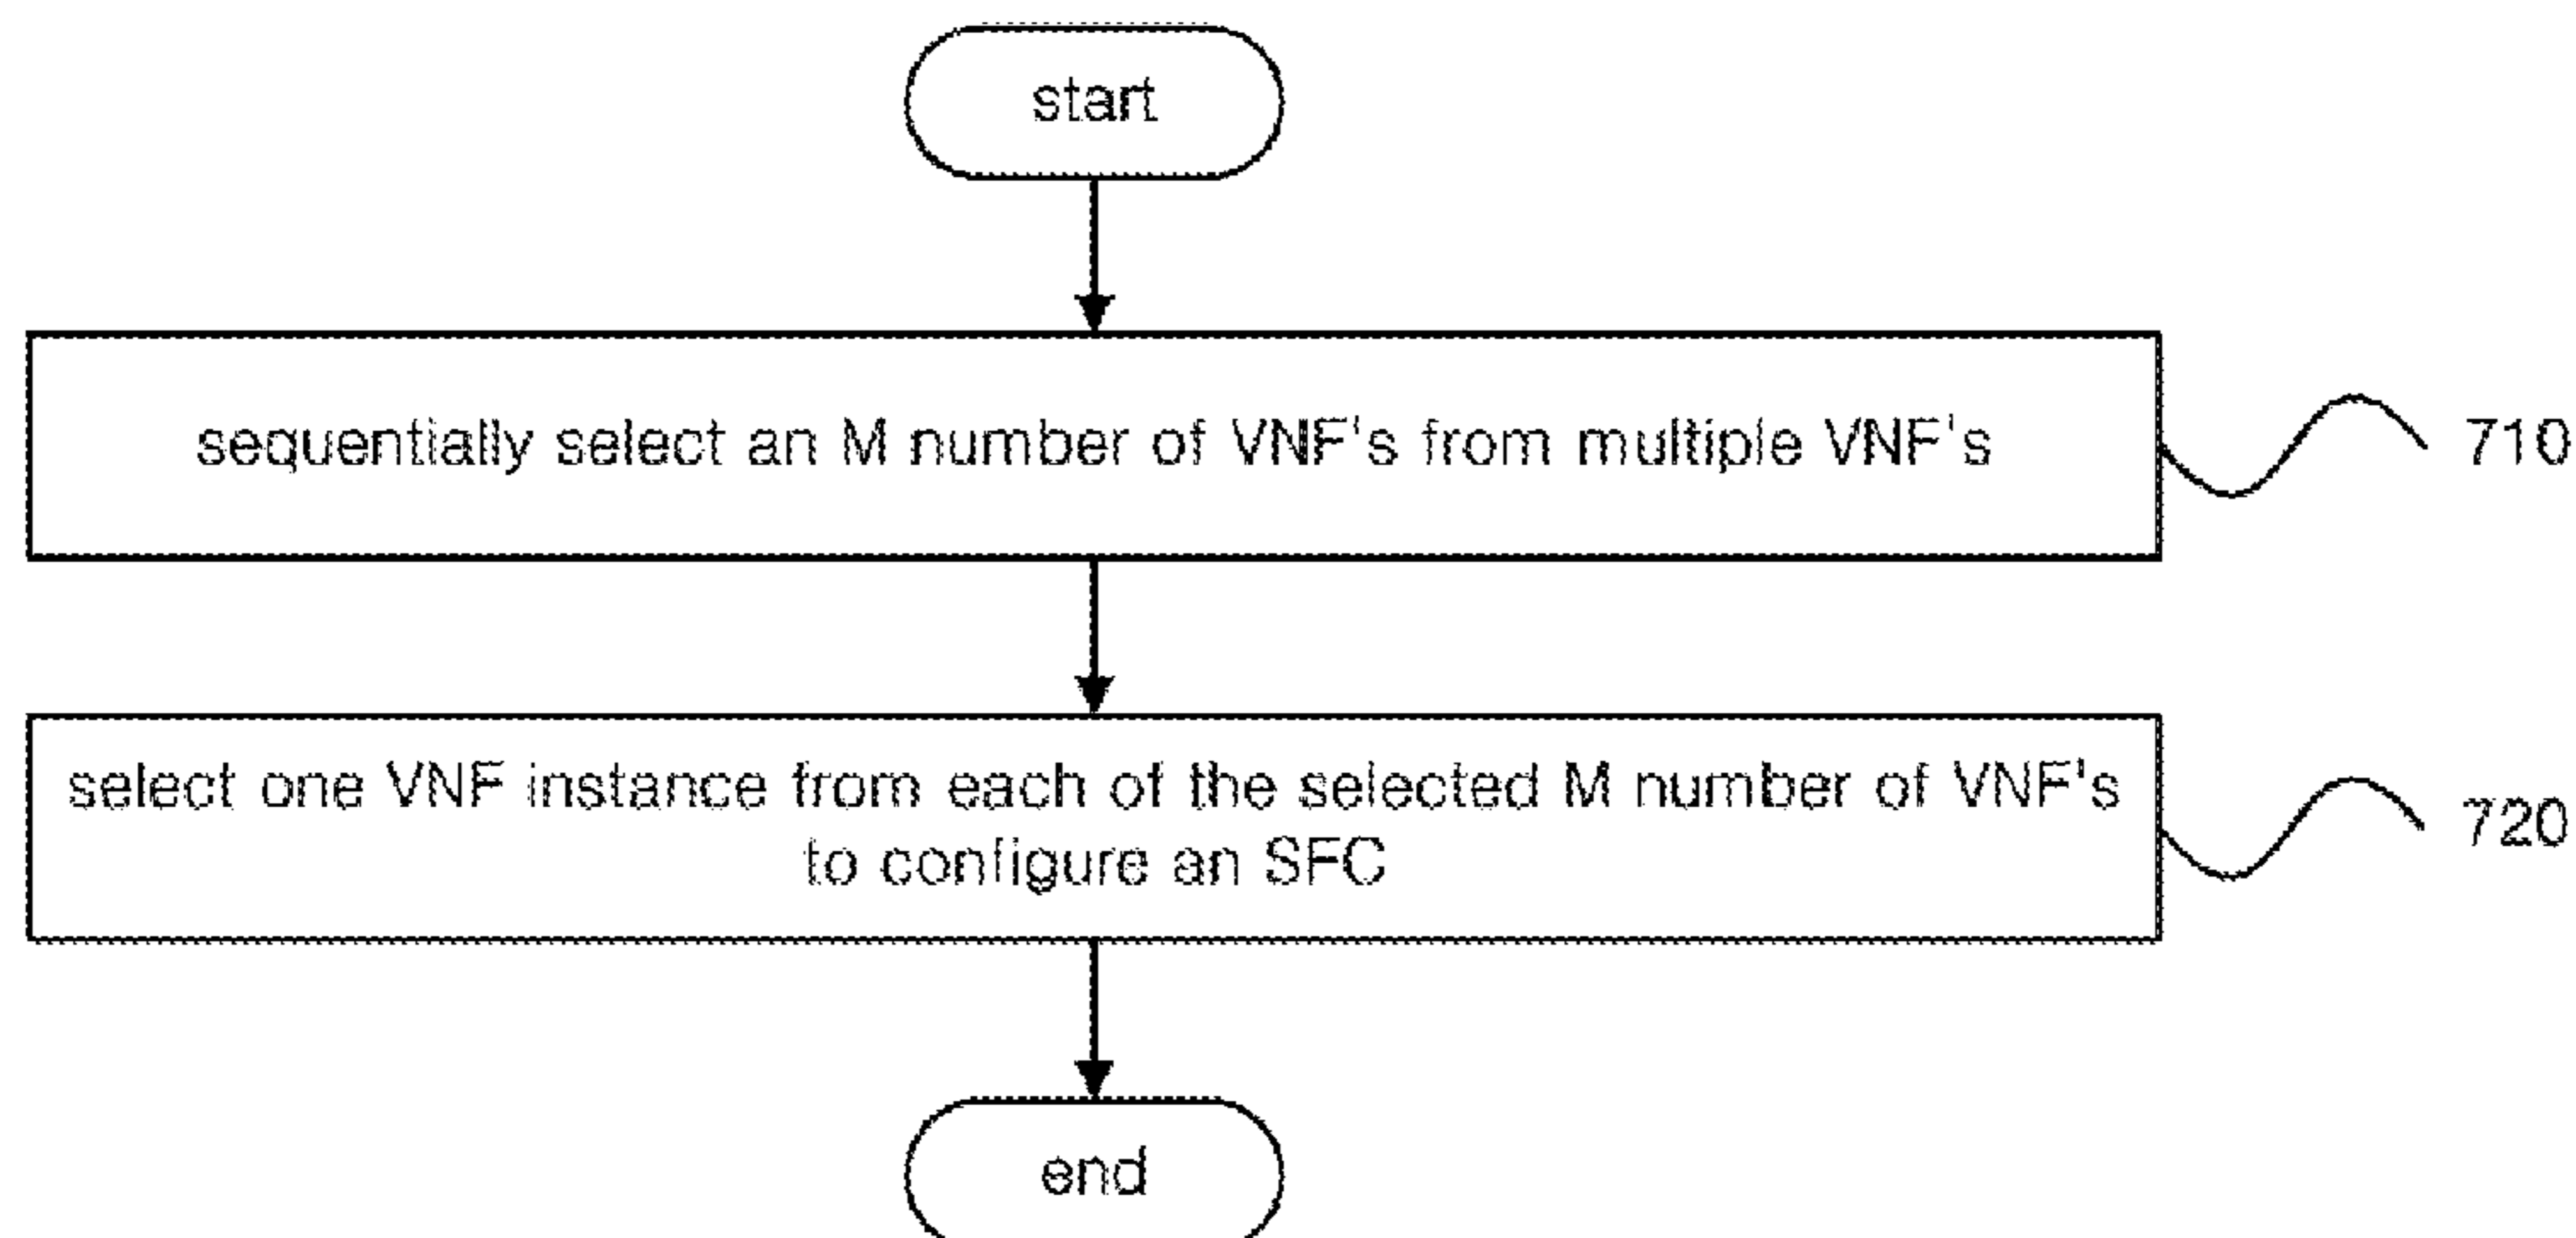 start
sequentially select an M number of VNF's from multiple VNF's
710
select one VNF instance from each of the selected M number of VNF's
to configure an SFC
720
end